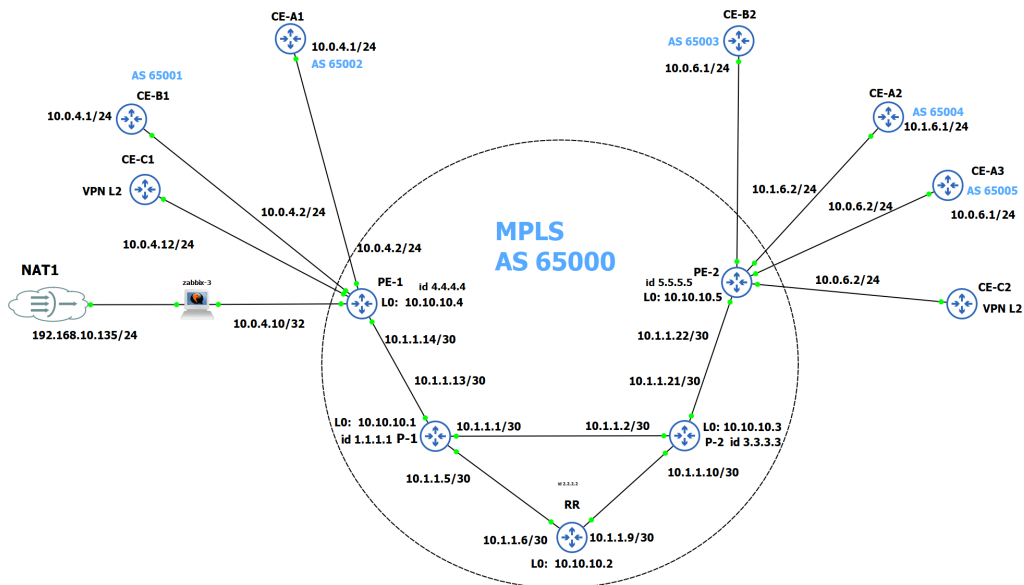 CE-A1
10.0.4.1/24
AS 65002
CE-B2
AS 65003
10.0.6.1/24
AS 65001
CE-B1
10.0.4.1/24
CE-A2
AS 65004
10.1.6.1/24
CE-C1
VPN L2
CE-A3
AS 65005
10.0.6.1/24
10.1.6.2/24
10.0.6.2/24
10.0.4.2/24
10.0.4.12/24
10.0.4.2/24
MPLS
AS 65000
NAT1
192.168.10.135/24
zabbix-3
10.0.4.10/32
PE-1
id 4.4.4.4
L0: 10.10.10.4
PE-2
id 5.5.5.5
L0: 10.10.10.5
10.0.6.2/24
CE-C2
VPN L2
10.1.1.14/30
10.1.1.22/30
10.1.1.13/30
10.1.1.21/30
L0: 10.10.10.1
id 1.1.1.1 P-1
10.1.1.1/30
10.1.1.2/30
L0: 10.10.10.3
P-2 id 3.3.3.3
10.1.1.5/30
10.1.1.10/30
id 2.2.2.2
RR
10.1.1.6/30
10.1.1.9/30
L0: 10.10.10.2